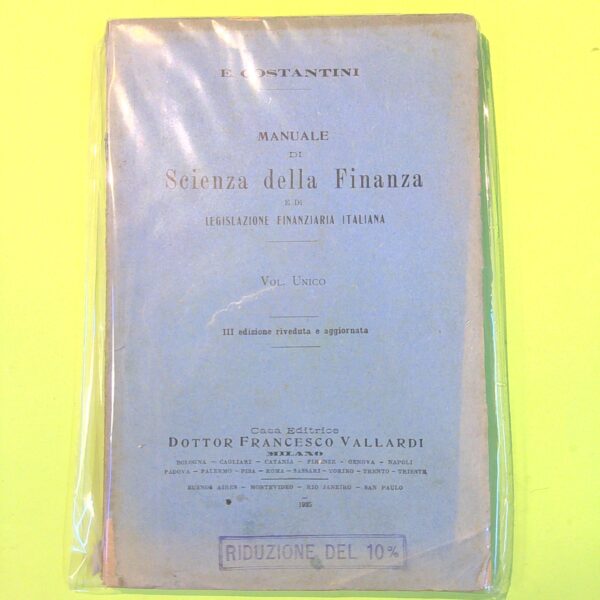 E. COSTANTINI
MANUALE
DI
Scienza della Finanza
E DI
LEGISLAZIONE FINANZIARIA ITALIANA
VOL. UNICO
III edizione riveduta e aggiornata
Casa Editrice
DOTTOR FRANCESCO VALLARDI
MILANO
BOLOGNA – CAGLIARI – CATANIA – FIRENZE – GENOVA – NAPOLI
PADOVA – PALERMO – PISA – ROMA – SASSARI – TORINO – TRENTO – TRIESTE
BUENOS AIRES – MONTEVIDEO – RIO JANEIRO – SAN PAULO
RIDUZIONE DEL 10%